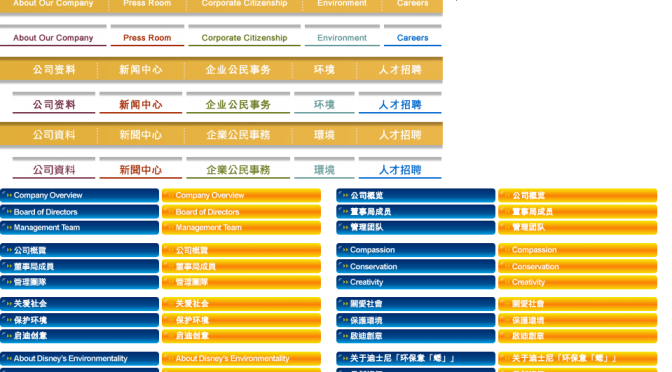 About Our Company Press Room Corporate Citizenship Environment Careers
About Our Company Press Room Corporate Citizenship Environment Careers
公司资料 新闻中心 企业公民事务 环境 人才招聘
公司资料 新闻中心 企业公民事务 环境 人才招聘
公司資料 新聞中心 企業公民事務 環境 人才招聘
公司資料 新聞中心 企業公民事務 環境 人才招聘
Company Overview Company Overview 公司概览 公司概览
Board of Directors Board of Directors 董事局成员 董事局成员
Management Team Management Team 管理团队 管理团队
公司概覽 公司概覽 Compassion Compassion
董事局成員 董事局成員 Conservation Conservation
管理團隊 管理團隊 Creativity Creativity
关爱社会 关爱社会 關愛社會 關愛社會
保护环境 保护环境 保護環境 保護環境
启迪创意 启迪创意 啟迪創意 啟迪創意
About Disney's Environmentality About Disney's Environmentality 关于迪士尼「环保意「蟋」」 关于迪士尼「环保意「蟋」」